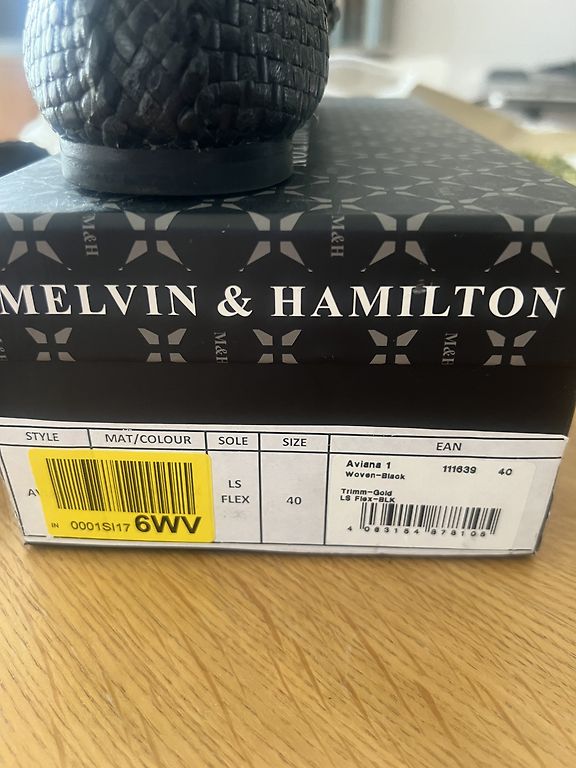 M&H
M&H
MELVIN & HAMILTON
M&H
M&H
STYLE MAT/COLOUR SOLE SIZE EAN
LS FLEX
40
Aviana 1 111639 40
Woven-Black
Trimm-Gold
LS Flex-BLK
IN 0001SI17 6WV